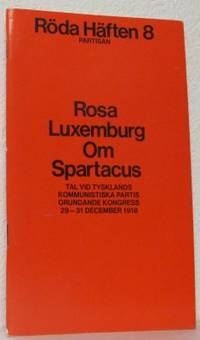 Röda Häften 8
PARTISAN
Rosa
Luxemburg
Om
Spartacus
TAL VID TYSKLANDS
KOMMUNISTISKA PARTIS
GRUNDANDE KONGRESS
29–31 DECEMBER 1918